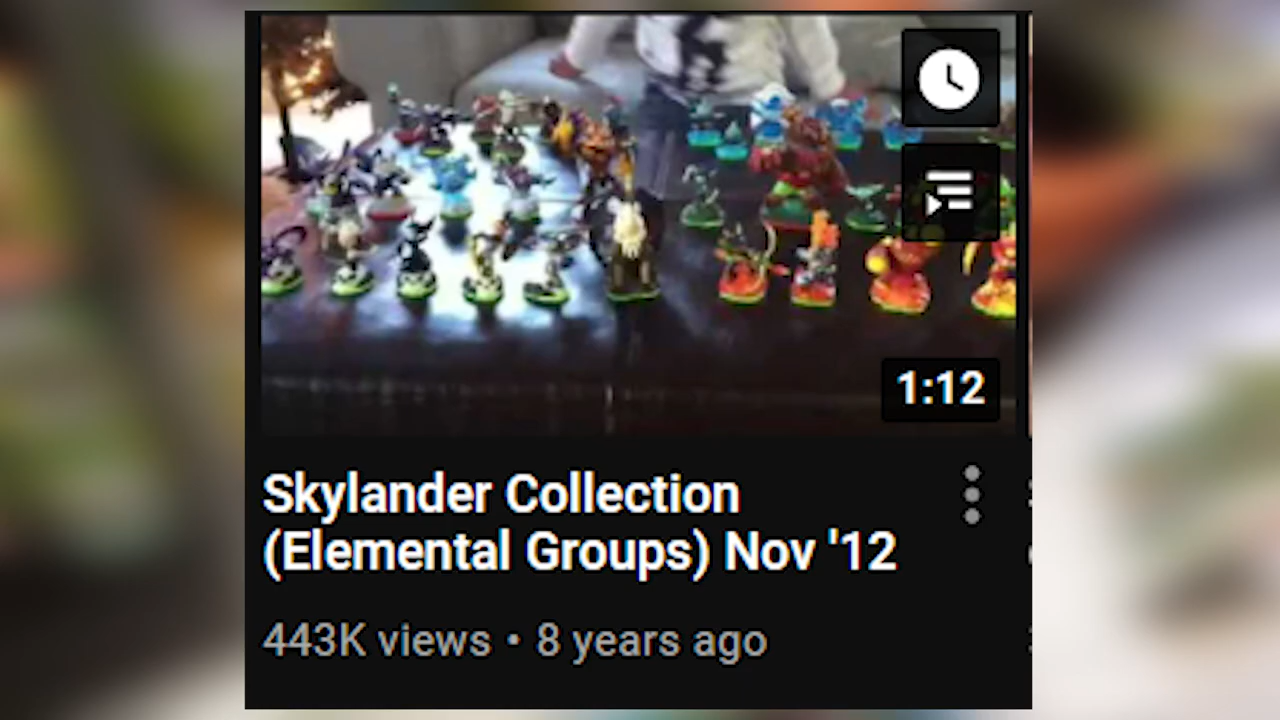 1:12
Skylander Collection
(Elemental Groups) Nov '12
443K views • 8 years ago